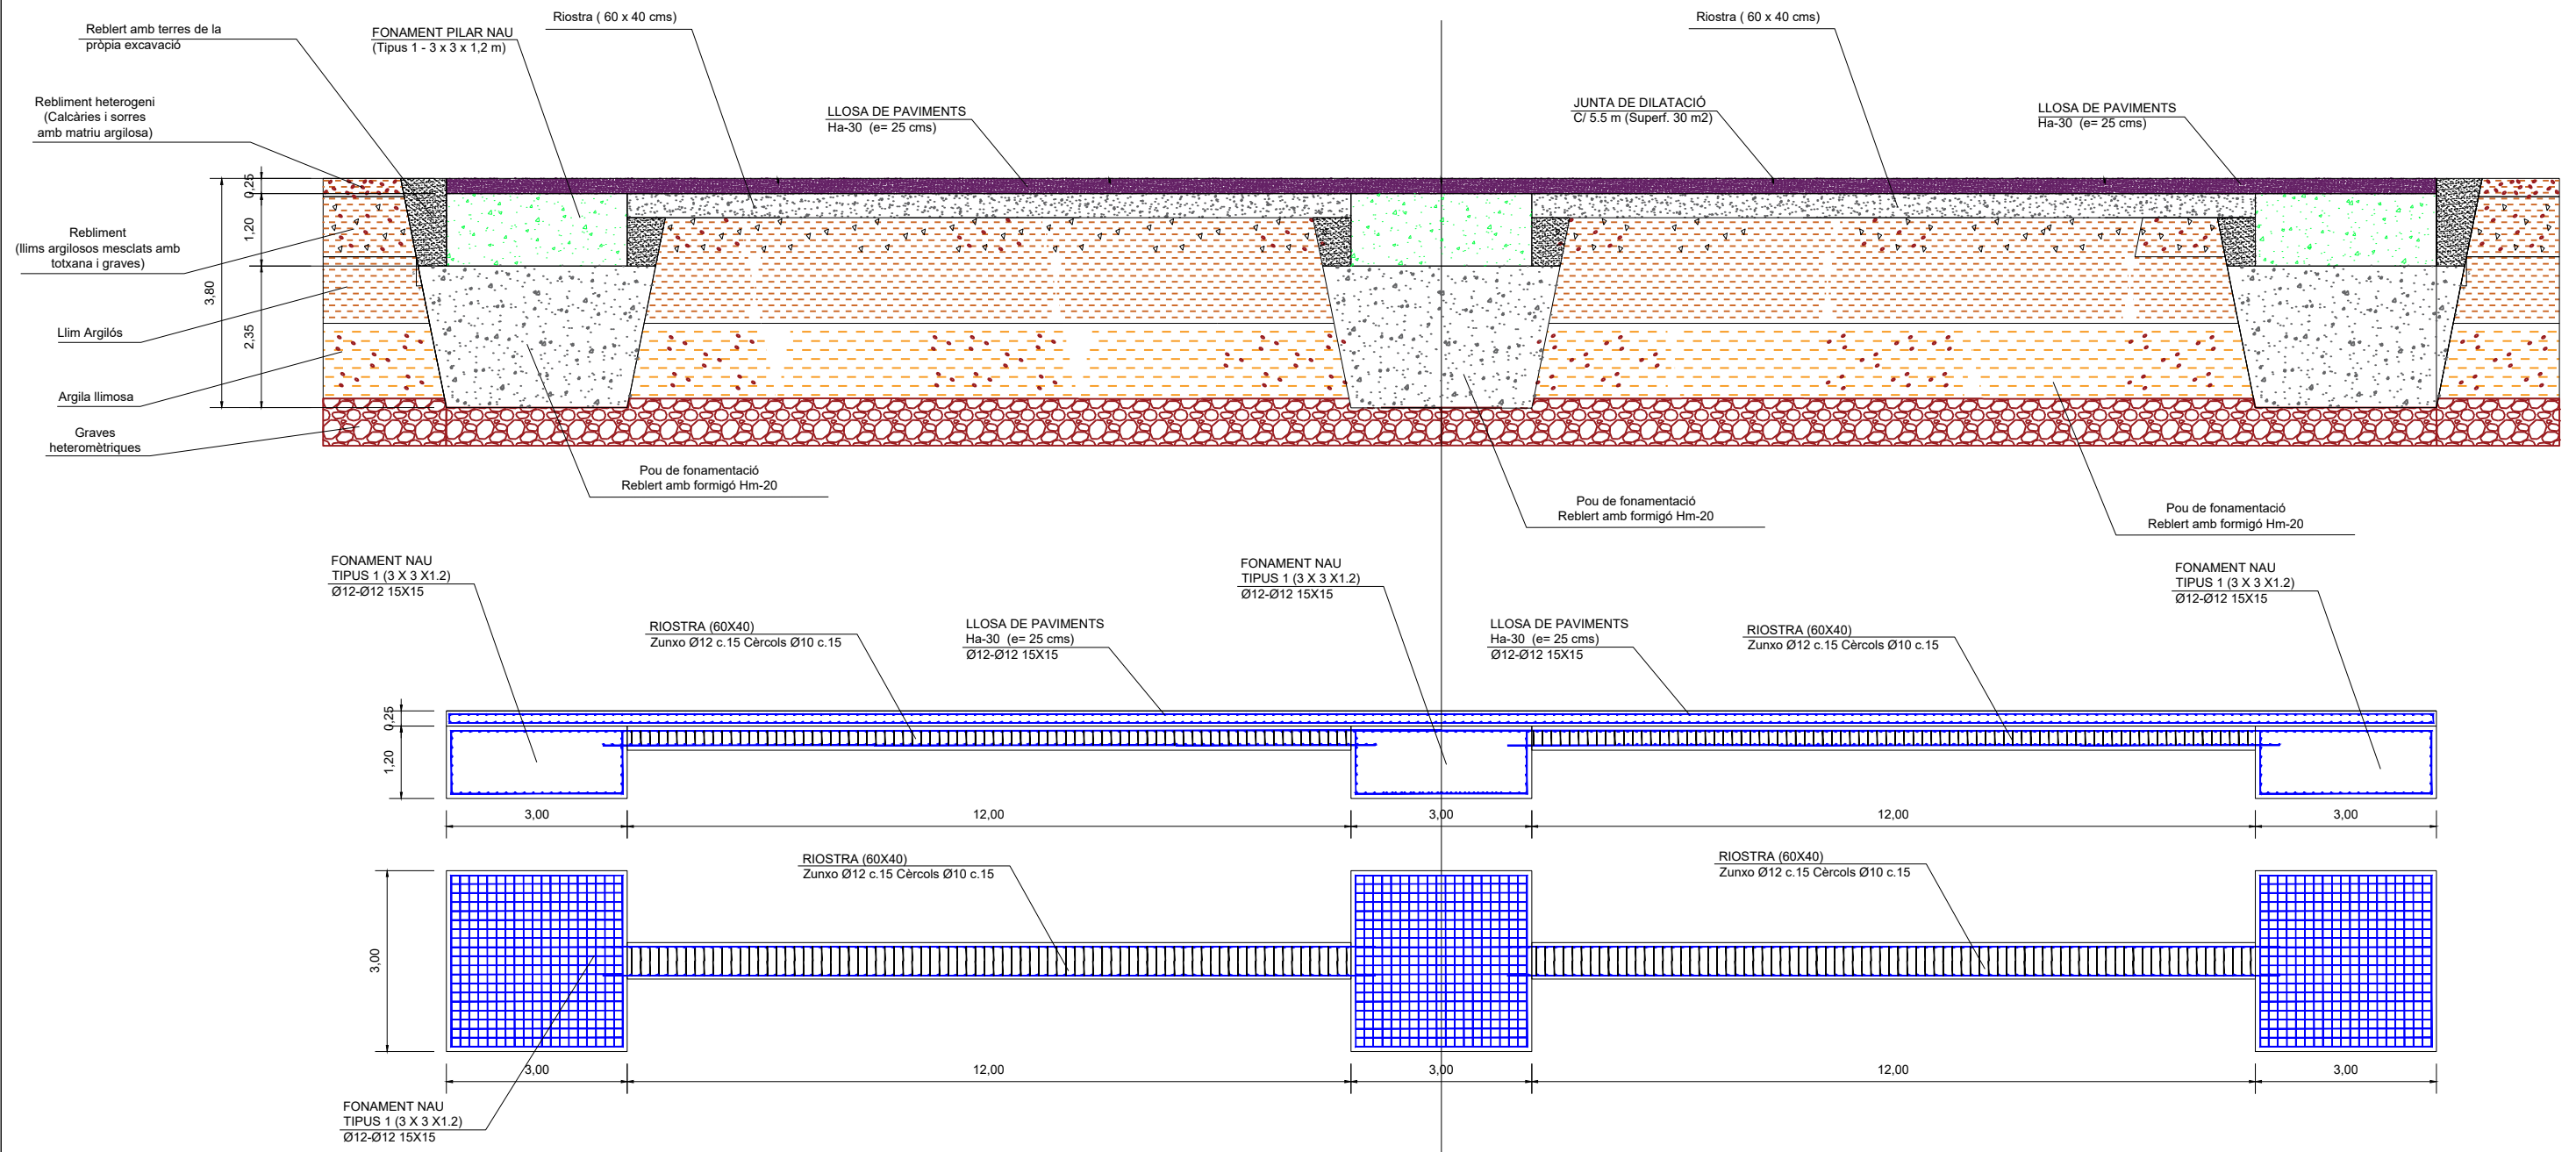 Riostra ( 60 x 40 cms)
Riostra ( 60 x 40 cms)
Reblert amb terres de la
pròpia excavació
FONAMENT PILAR NAU
(Tipus 1 - 3 x 3 x 1,2 m)
Rebliment heterogeni
(Calcàries i sorres
amb matriu argilosa)
LLOSA DE PAVIMENTS
Ha-30 (e= 25 cms)
JUNTA DE DILATACIÓ
C/ 5.5 m (Superf. 30 m2)
LLOSA DE PAVIMENTS
Ha-30 (e= 25 cms)
0,25
1,20
3,80
2,35
Rebliment
(llims argilosos mesclats amb
totxana i graves)
Llim Argilós
Argila llimosa
Graves
heteromètriques
Pou de fonamentació
Reblert amb formigó Hm-20
Pou de fonamentació
Reblert amb formigó Hm-20
Pou de fonamentació
Reblert amb formigó Hm-20
FONAMENT NAU
TIPUS 1 (3 X 3 X1.2)
Ø12-Ø12 15X15
FONAMENT NAU
TIPUS 1 (3 X 3 X1.2)
Ø12-Ø12 15X15
FONAMENT NAU
TIPUS 1 (3 X 3 X1.2)
Ø12-Ø12 15X15
RIOSTRA (60X40)
Zunxo Ø12 c.15 Cèrcols Ø10 c.15
LLOSA DE PAVIMENTS
Ha-30 (e= 25 cms)
Ø12-Ø12 15X15
LLOSA DE PAVIMENTS
Ha-30 (e= 25 cms)
Ø12-Ø12 15X15
RIOSTRA (60X40)
Zunxo Ø12 c.15 Cèrcols Ø10 c.15
0,25
1,20
3,00
12,00
3,00
12,00
3,00
RIOSTRA (60X40)
Zunxo Ø12 c.15 Cèrcols Ø10 c.15
RIOSTRA (60X40)
Zunxo Ø12 c.15 Cèrcols Ø10 c.15
3,00
3,00
12,00
3,00
12,00
3,00
FONAMENT NAU
TIPUS 1 (3 X 3 X1.2)
Ø12-Ø12 15X15